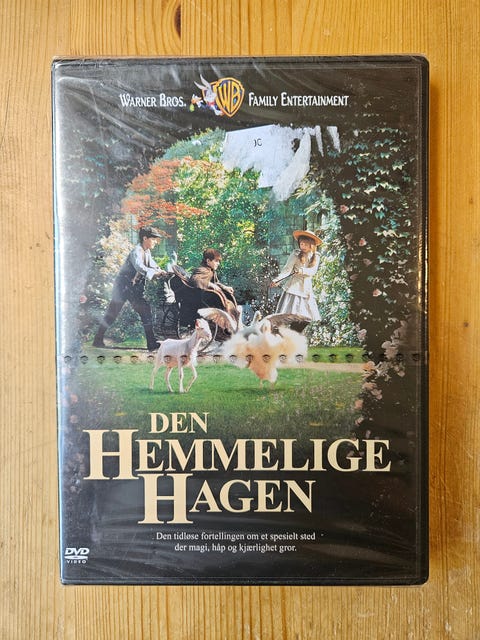 WARNER BROS. WB FAMILY ENTERTAINMENT
DEN
HEMMELIGE
HAGEN
Den tidløse fortellingen om et spesielt sted
der magi, håp og kjærlighet gror.
DVD
VIDEO